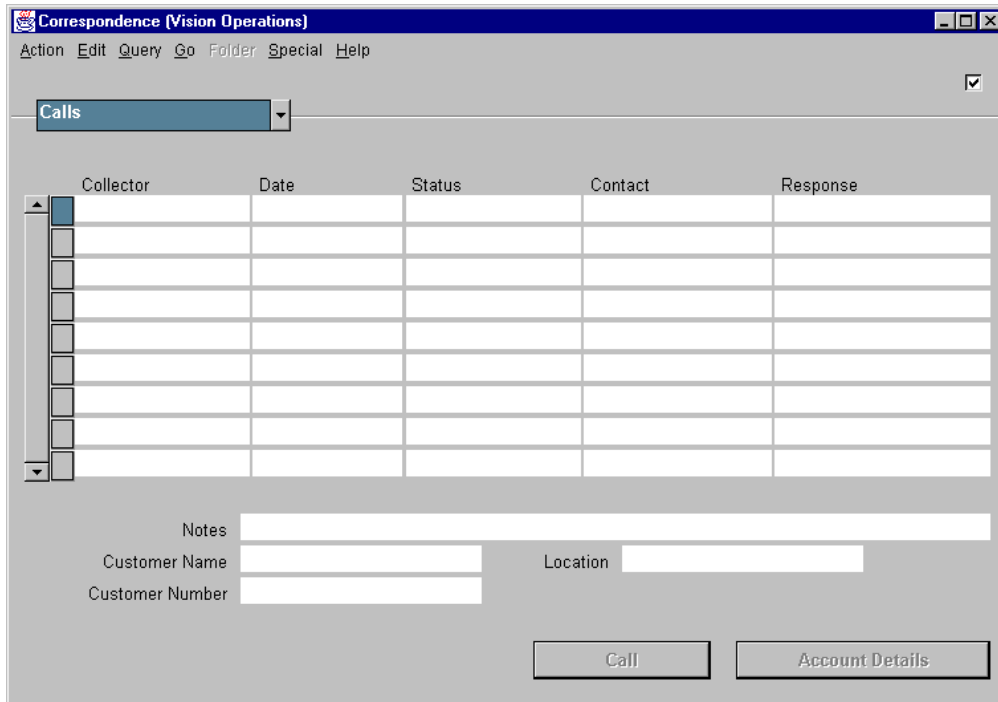 Correspondence (Vision Operations)
Action Edit Query Go Folder Special Help
Calls
Collector Date Status Contact Response
Notes
Customer Name Location
Customer Number
Call Account Details